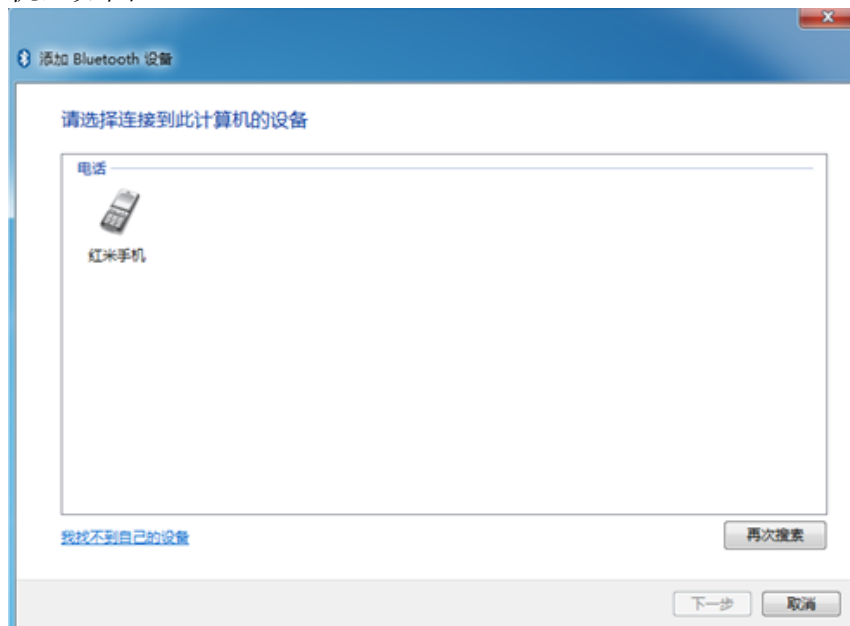 添加 Bluetooth 设备
请选择连接到此计算机的设备
电话
红米手机
我找不到自己的设备
再次搜索
下一步
取消